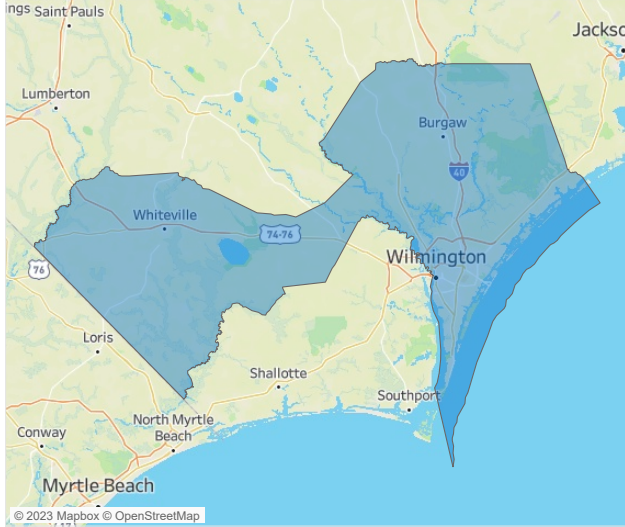 ngs
Saint Pauls
Jackso
Lumberton
Burgaw
40
Whiteville
74-76
Wilmington
76
Loris
Shallotte
Southport
North Myrtle
Beach
Conway
Myrtle Beach
© 2023 Mapbox © OpenStreetMap